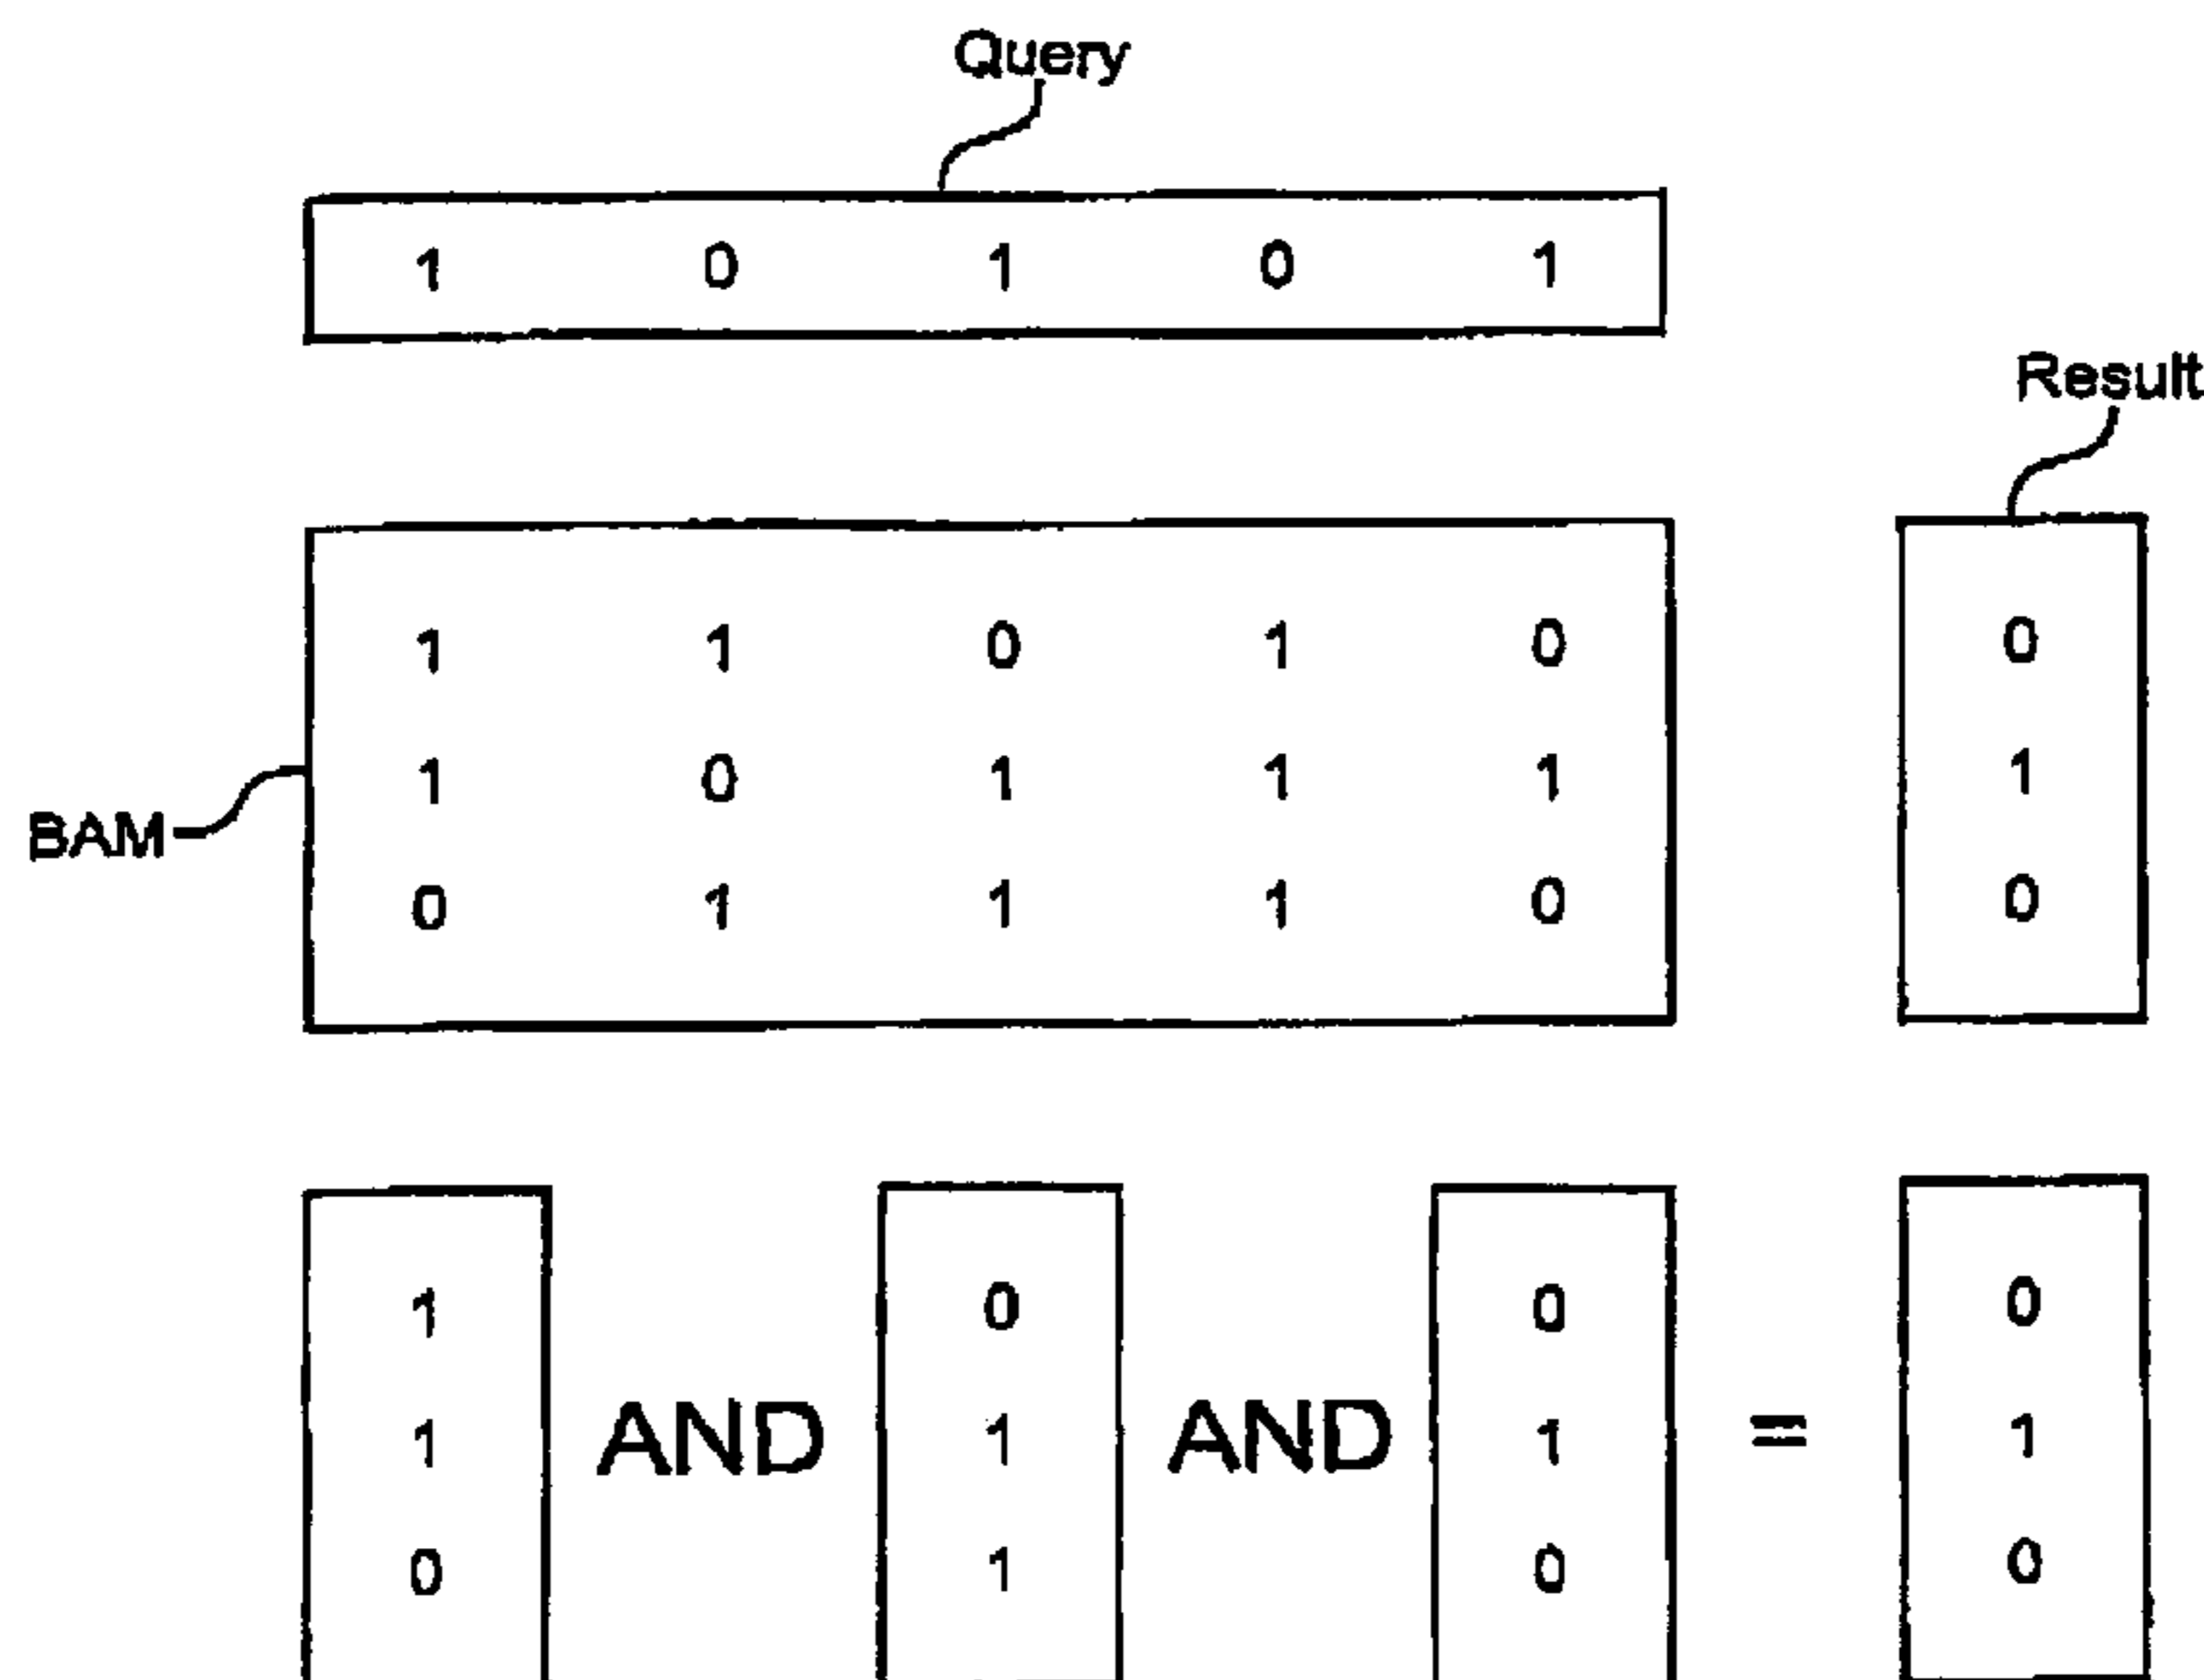 Query
1 0 1 0 1
Result
1 1 0 1 0 0
1 0 1 1 1 1
BAM
0 1 1 1 0 0
1 0 0 0
1 AND 1 AND 1 = 1
0 1 0 0